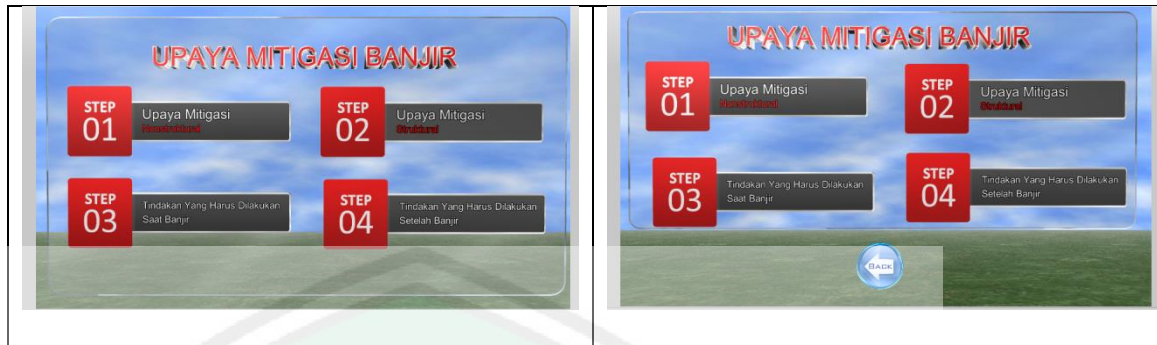 UPAYA MITIGASI BANJIR
STEP
01
Upaya Mitigasi
Nonstruktural
STEP
02
Upaya Mitigasi
Struktural
STEP
03
Tindakan Yang Harus Dilakukan
Saat Banjir
STEP
04
Tindakan Yang Harus Dilakukan
Setelah Banjir
UPAYA MITIGASI BANJIR
STEP
01
Upaya Mitigasi
Nonstruktural
STEP
02
Upaya Mitigasi
Struktural
STEP
03
Tindakan Yang Harus Dilakukan
Saat Banjir
STEP
04
Tindakan Yang Harus Dilakukan
Setelah Banjir
BACK